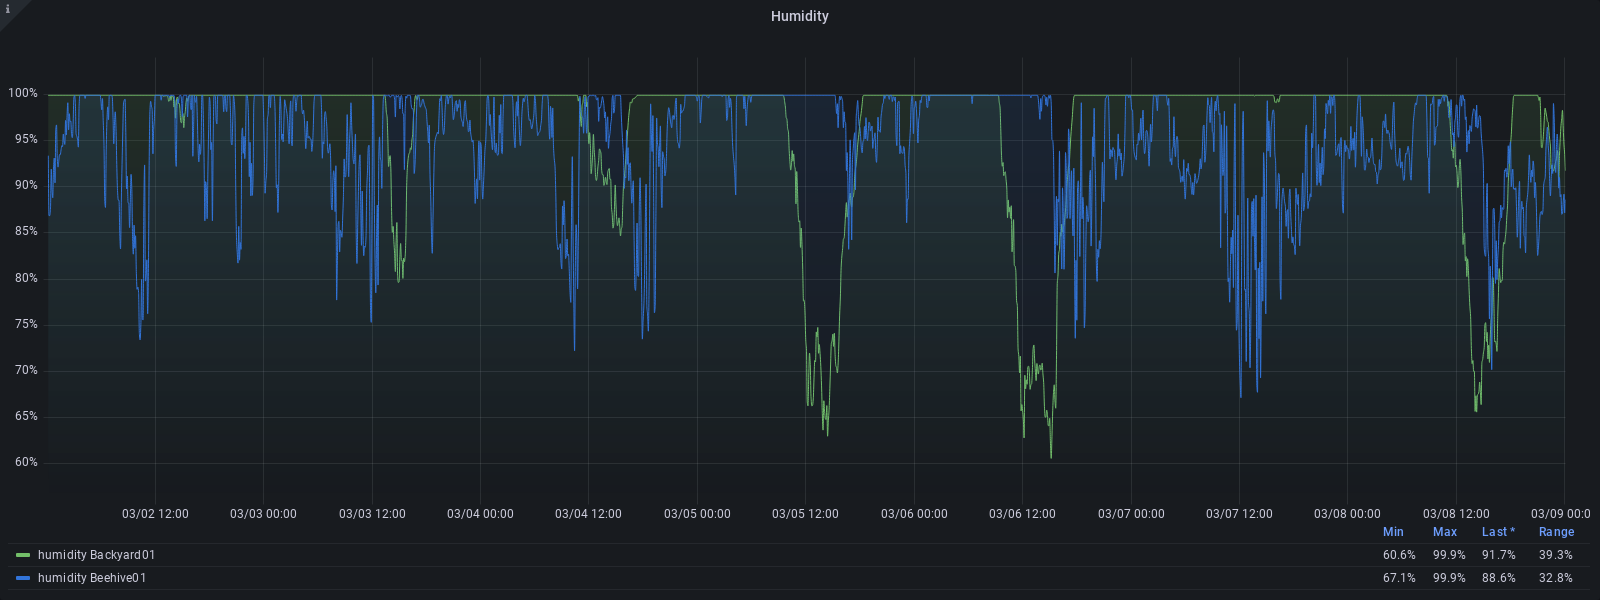 i
Humidity
100%
95%
90%
85%
80%
75%
70%
65%
60%
03/02 12:00 03/03 00:00 03/03 12:00 03/04 00:00 03/04 12:00 03/05 00:00 03/05 12:00 03/06 00:00 03/06 12:00 03/07 00:00 03/07 12:00 03/08 00:00 03/08 12:00 03/09 00:0
Min Max Last * Range
humidity Backyard01 60.6% 99.9% 91.7% 39.3%
humidity Beehive01 67.1% 99.9% 88.6% 32.8%